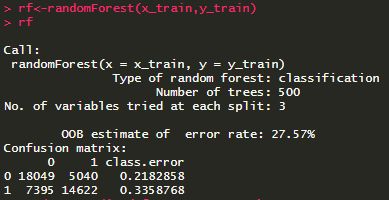 > rf<-randomForest(x_train,y_train)
> rf
Call:
randomForest(x = x_train, y = y_train)
Type of random forest: classification
Number of trees: 500
No. of variables tried at each split: 3
OOB estimate of  error rate: 27.57%
Confusion matrix:
0 1 class.error
0 18049 5040 0.2182858
1 7395 14622 0.3358768